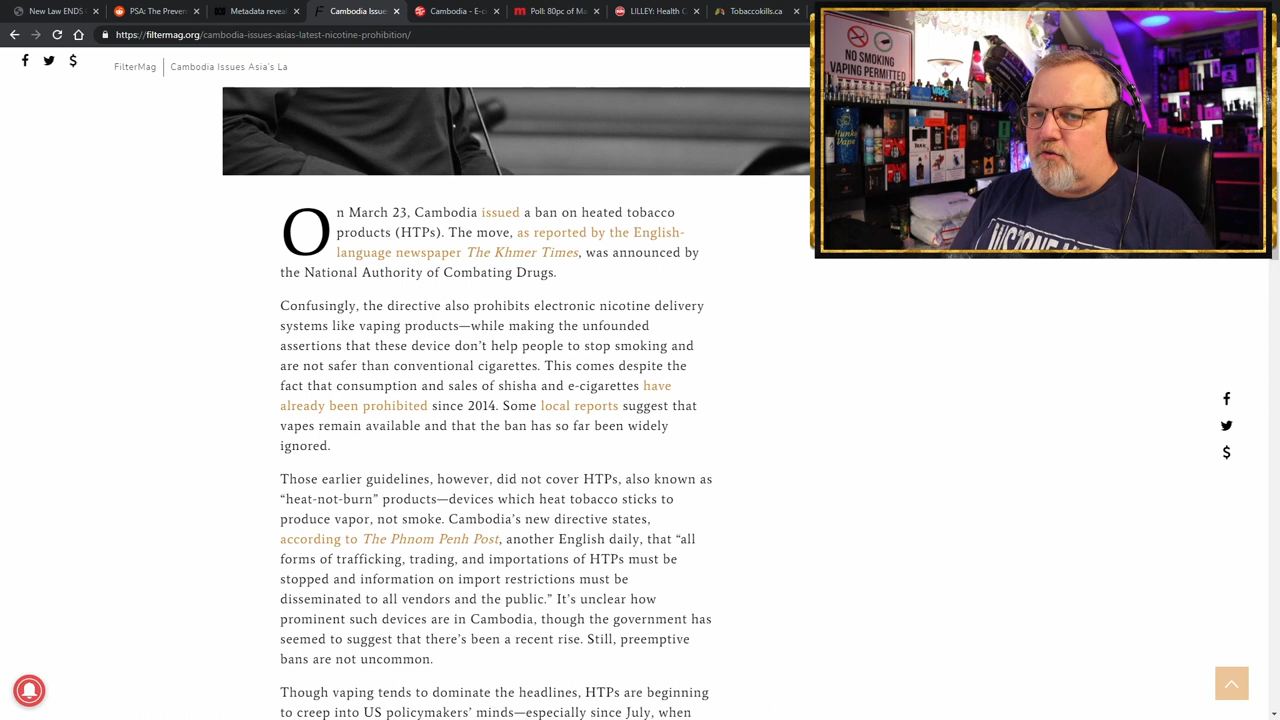 New Law ENDS
PSA: The Preven
Nicotine revers
Cambodia Issue
Cambodia - E
Poll: Blog of M
LILLEY: Health
Tobaccopolica
https://filtermag.org/
FilterMag
Cambodia Issues Asia's La
NO SMOKING
VAPING PERMITTED
VAPE
Vape
On March 23, Cambodia issued a ban on heated tobacco
products (HTPs). The move, as reported by the English-
language newspaper The Khmer Times, was announced by
the National Authority of Combating Drugs.
Confusingly, the directive also prohibits electronic nicotine delivery
systems like vaping products—while making the unfounded
assertions that these device don't help people to stop smoking and
are not safer than conventional cigarettes. This comes despite the
fact that consumption and sales of shisha and e-cigarettes have
already been prohibited since 2014. Some local reports suggest that
vapes remain available and that the ban has so far been widely
ignored.
Those earlier guidelines, however, did not cover HTPs, also known as
“heat-not-burn” products—devices which heat tobacco sticks to
produce vapor, not smoke. Cambodia's new directive states,
according to The Phnom Penh Post, another English daily, that “all
forms of trafficking, trading, and importations of HTPs must be
stopped and information on import restrictions must be
disseminated to all vendors and the public.” It's unclear how
prominent such devices are in Cambodia, though the government has
seemed to suggest that there's been a recent rise. Still, preemptive
bans are not uncommon.
Though vaping tends to dominate the headlines, HTPs are beginning
to creep into US policymakers' minds—especially since July, when